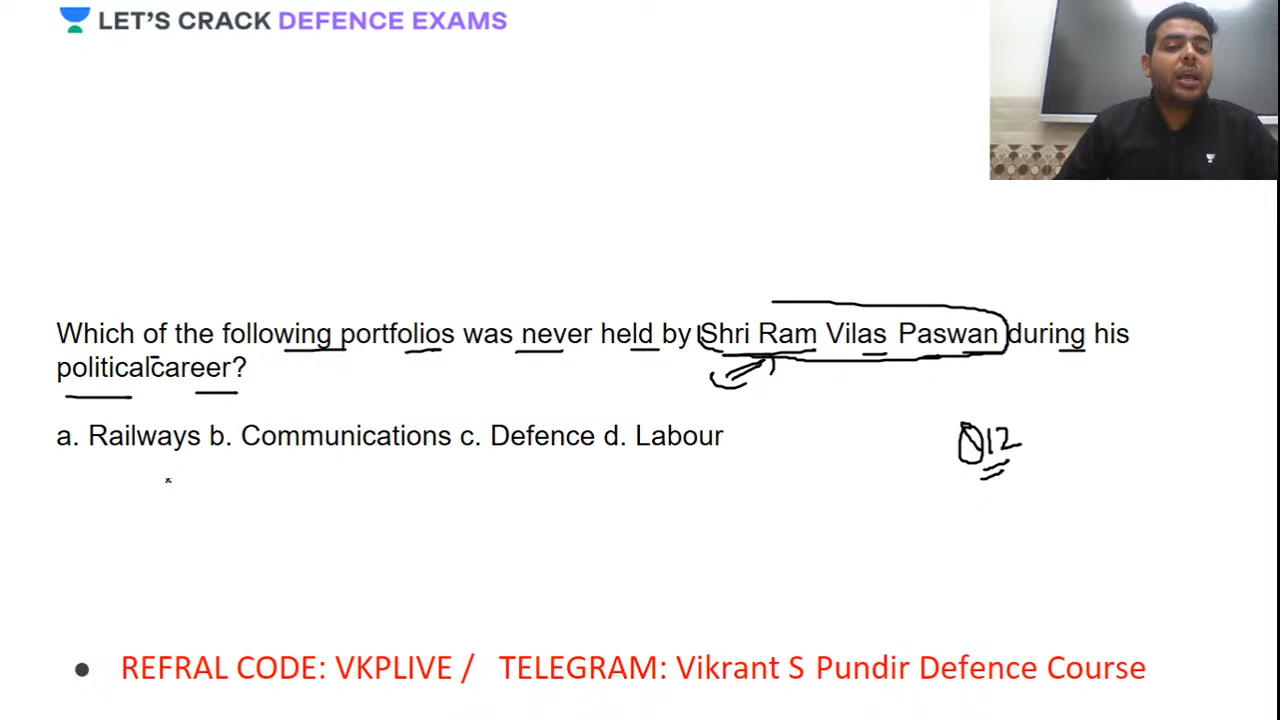 LET'S CRACK DEFENCE EXAMS
Which of the following portfolios was never held by Shri Ram Vilas Paswan during his
political career?
a. Railways b. Communications c. Defence d. Labour
Q12
● REFRAL CODE: VKPLIVE / TELEGRAM: Vikrant S Pundir Defence Course